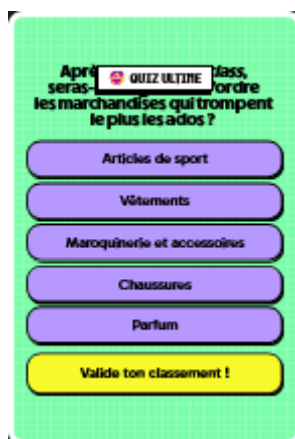 QUIZ ULTIME
Aprè lass,
seras- 'ordre
les marchandises qui trompent
le plus les ados ?
Articles de sport
Vêtements
Maroquinerie et accessoires
Chaussures
Parfum
Valide ton classement !